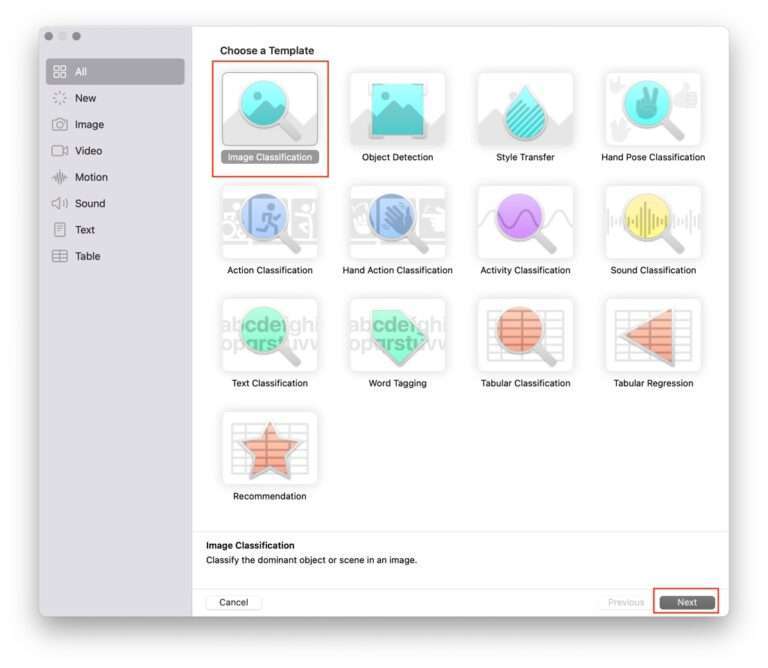 Choose a Template
All
New
Image
Video
Motion
Sound
Text
Table
Image Classification
Object Detection
Style Transfer
Hand Pose Classification
Action Classification
Hand Action Classification
Activity Classification
Sound Classification
abcdefghi
abcdefghi
opqrstuvw
Text Classification
Word Tagging
Tabular Classification
Tabular Regression
Recommendation
Image Classification
Classify the dominant object or scene in an image.
Cancel
Previous
Next